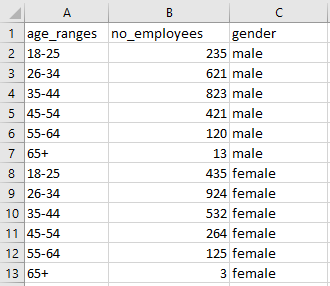 A B C
1 age_ranges no_employees gender
2 18-25 235 male
3 26-34 621 male
4 35-44 823 male
5 45-54 421 male
6 55-64 120 male
7 65+ 13 male
8 18-25 435 female
9 26-34 924 female
10 35-44 532 female
11 45-54 264 female
12 55-64 125 female
13 65+ 3 female